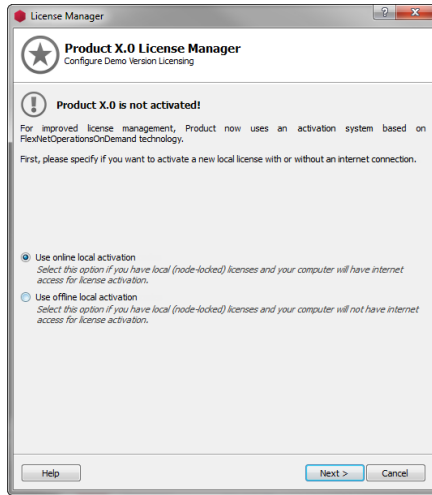 License Manager
Product X.0 License Manager
Configure Demo Version Licensing
Product X.0 is not activated!
For improved license management, Product now uses an activation system based on
FlexNetOperationsOnDemand technology.
First, please specify if you want to activate a new local license with or without an internet connection.
Use online local activation
Select this option if you have local (node-locked) licenses and your computer will have internet
access for license activation.
Use offline local activation
Select this option if you have local (node-locked) licenses and your computer will not have internet
access for license activation.
Help
Next >
Cancel